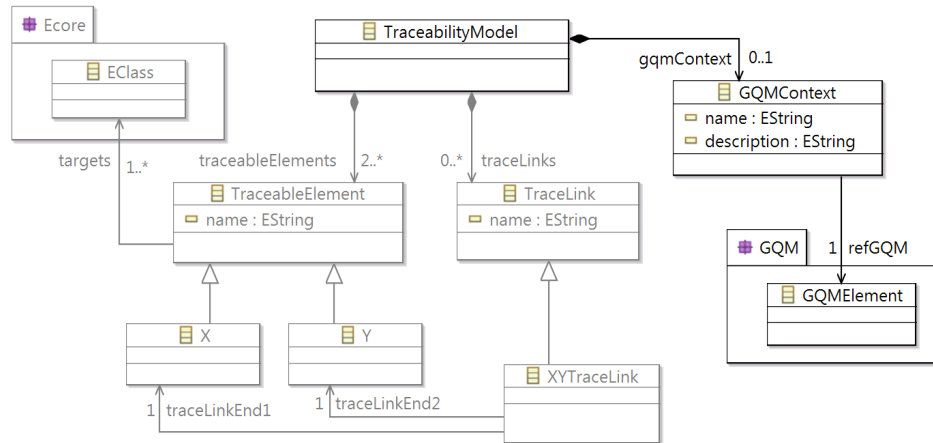 Ecore
TraceabilityModel
EClass
gqmContext 0..1
GQMContext
name : EString
description : EString
targets 1..*
traceableElements 2..*
0..* traceLinks
TraceableElement
name : EString
TraceLink
name : EString
GQM
1 refGQM
GQMElement
X
Y
XYTraceLink
1 traceLinkEnd1
1 traceLinkEnd2